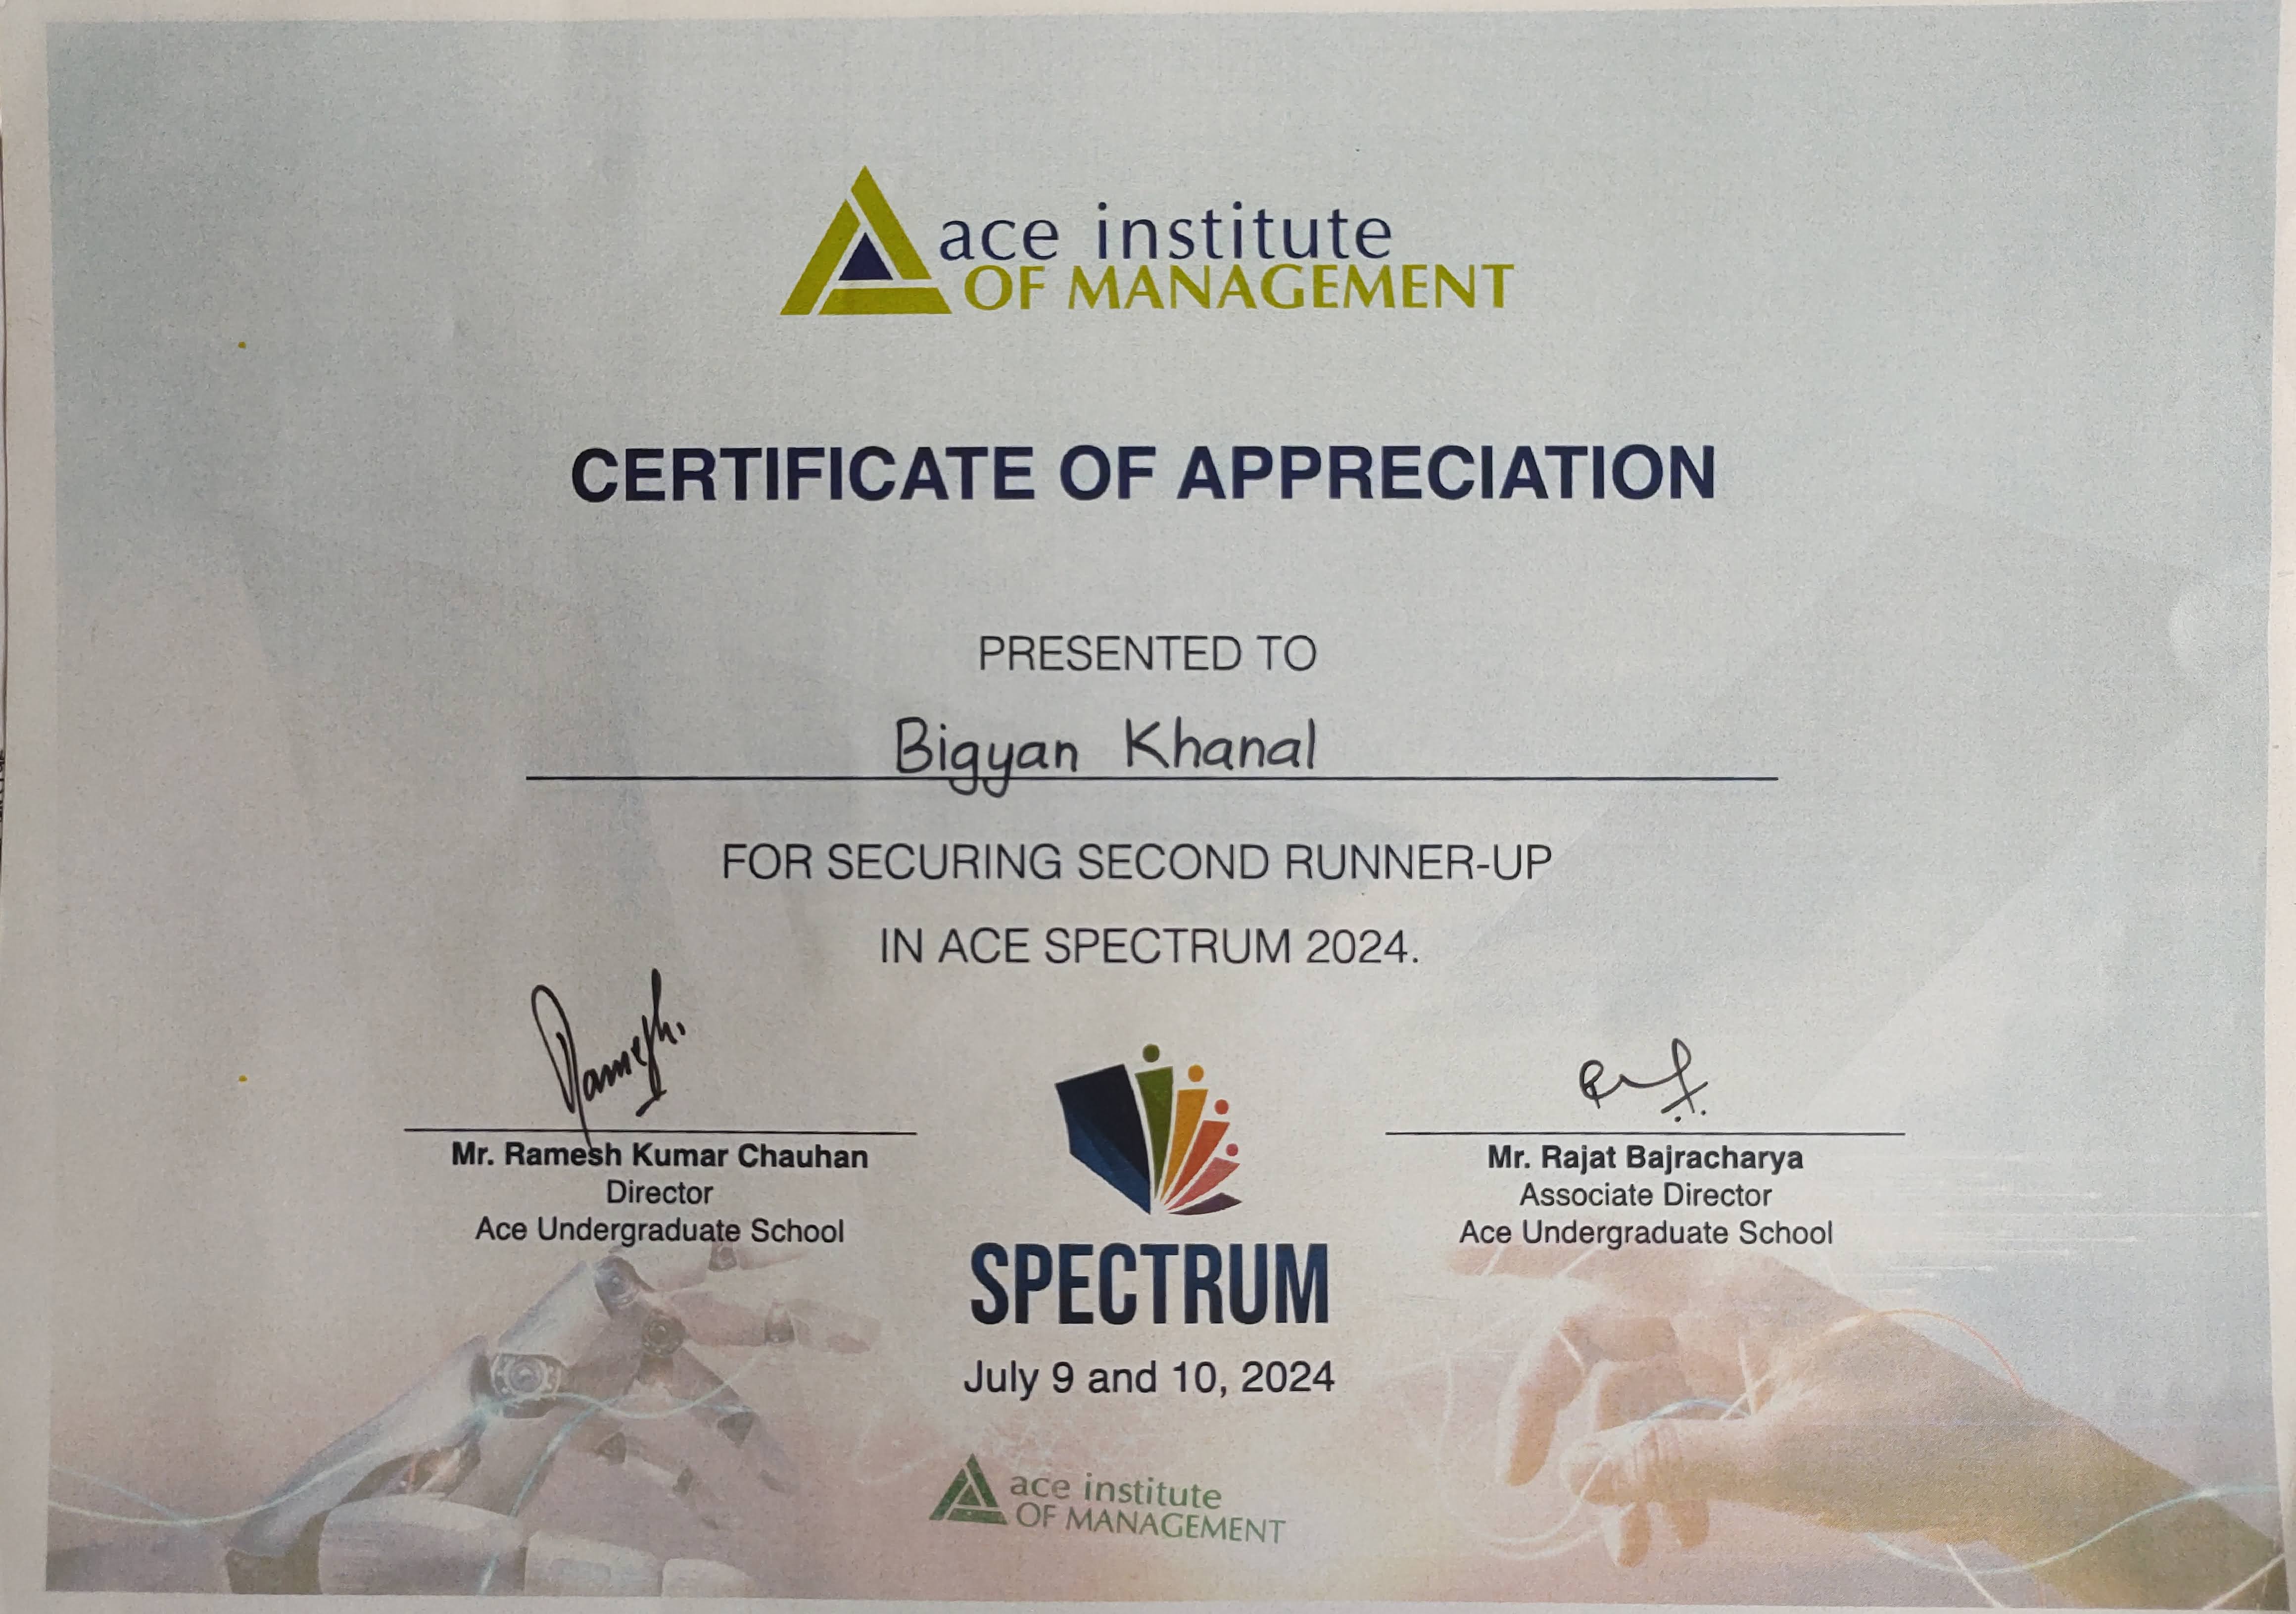 ace institute
OF MANAGEMENT
CERTIFICATE OF APPRECIATION
PRESENTED TO
Bigyan Khanal
FOR SECURING SECOND RUNNER-UP
IN ACE SPECTRUM 2024.
Ramesh.
Mr. Ramesh Kumar Chauhan
Director
Ace Undergraduate School
Mr. Rajat Bajracharya
Associate Director
Ace Undergraduate School
SPECTRUM
July 9 and 10, 2024
ace institute
OF MANAGEMENT